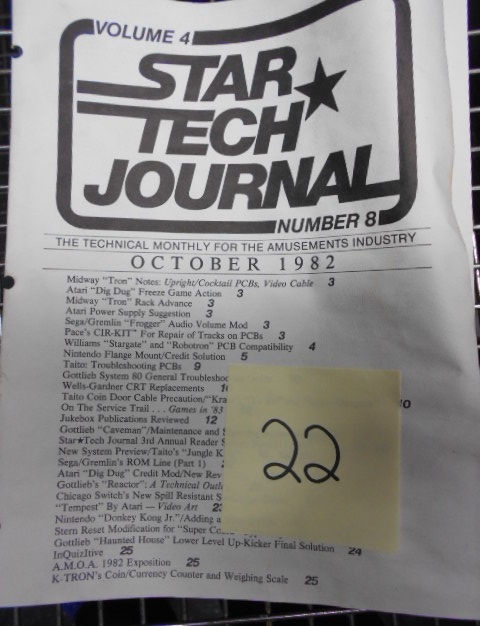 VOLUME 4
STAR★
TECH
JOURNAL
NUMBER 8
THE TECHNICAL MONTHLY FOR THE AMUSEMENTS INDUSTRY
OCTOBER 1982
Midway "Tron" Notes: Upright/Cocktail PCBs, Video Cable 3
Atari "Dig Dug" Freeze Game Action 3
Midway "Tron" Rack Advance 3
Atari Power Supply Suggestion 3
Sega/Gremlin "Frogger" Audio Volume Mod 3
Pace's CIR-KIT" For Repair of Tracks on PCBs 3
Williams "Stargate" and "Robotron" PCB Compatibility 4
Nintendo Flange Mount/Credit Solution 5
Taito: Troubleshooting PCBs 9
Gottlieb System 80 General
Wells-Gardner CRT Replacements
Taito Coin Door Cable Precaution/
On The Service Trail . . . Games in '83
Jukebox Publications Reviewed 12
Gottlieb "Caveman"/Maintenance and
Star★Tech Journal 3rd Annual Reader
New System Preview/Taito's "Jungle
Sega/Gremlin's ROM Line (Part 1)
Atari "Dig Dug" Credit Mod/New
Gottlieb's "Reactor": A Technical
Chicago Switch's New Spill Resistant
"Tempest" By Atari — Video Art
Nintendo "Donkey Kong Jr."/Adding a
Stern Reset Modification for "Super
Gottlieb "Haunted House" Lower Level Up-Kicker Final Solution 24
InQuizItive 25
A.M.O.A. 1982 Exposition 25
K-TRON's Coin/Currency Counter and Weighing Scale 25
22